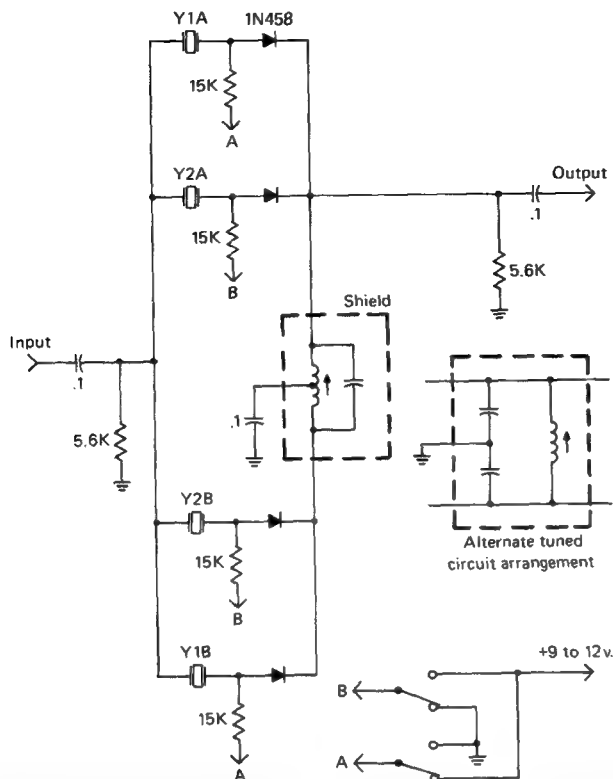 Y1A
1N458
15K
A
Y2A
Output
.1
15K
B
5.6K
Shield
Input
.1
.1
5.6K
Y2B
Alternate tuned
circuit arrangement
15K
B
Y1B
+9 to 12v.
B
15K
A
A